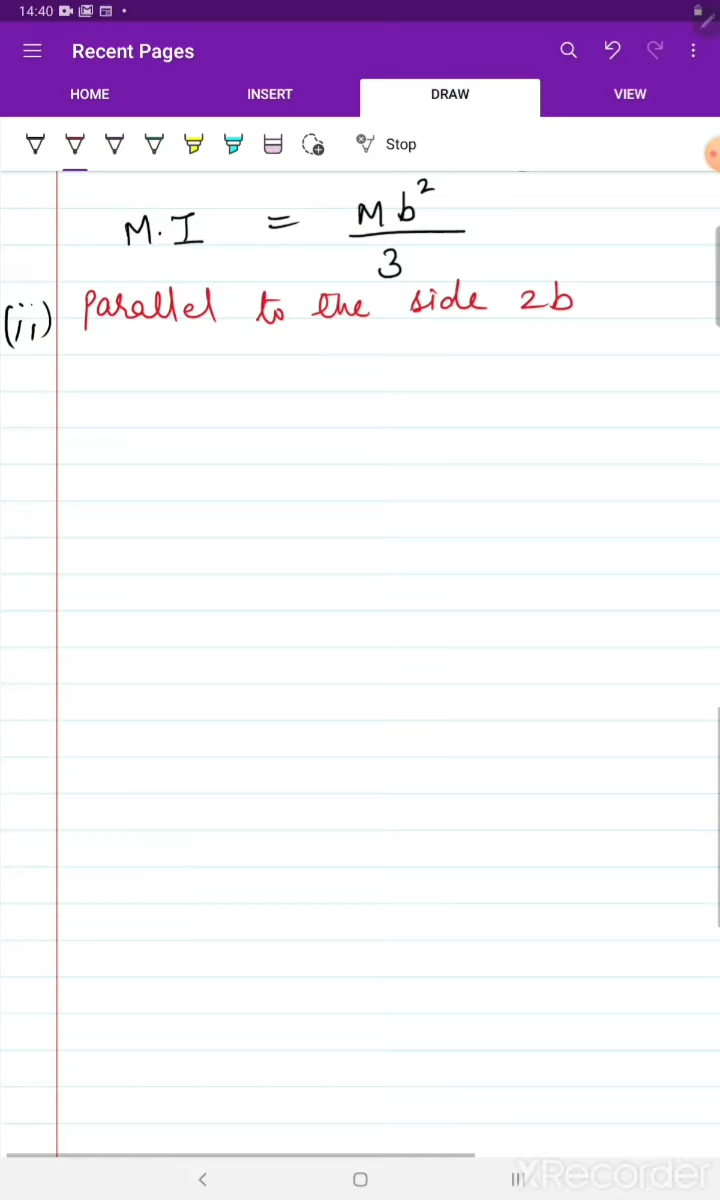 14:40
Recent Pages
HOME INSERT DRAW VIEW
Stop
M.I = Mb²/3
(ii) Parallel to the side 2b
XRecorder